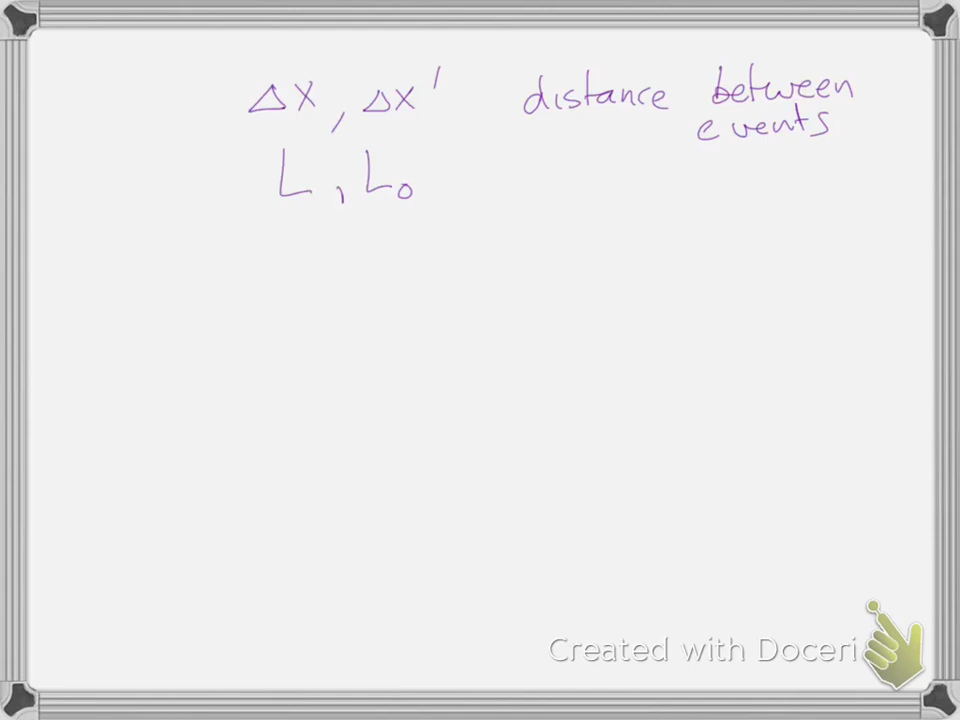 Δx, Δx' distance between
events
L, L₀
Created with Doceri